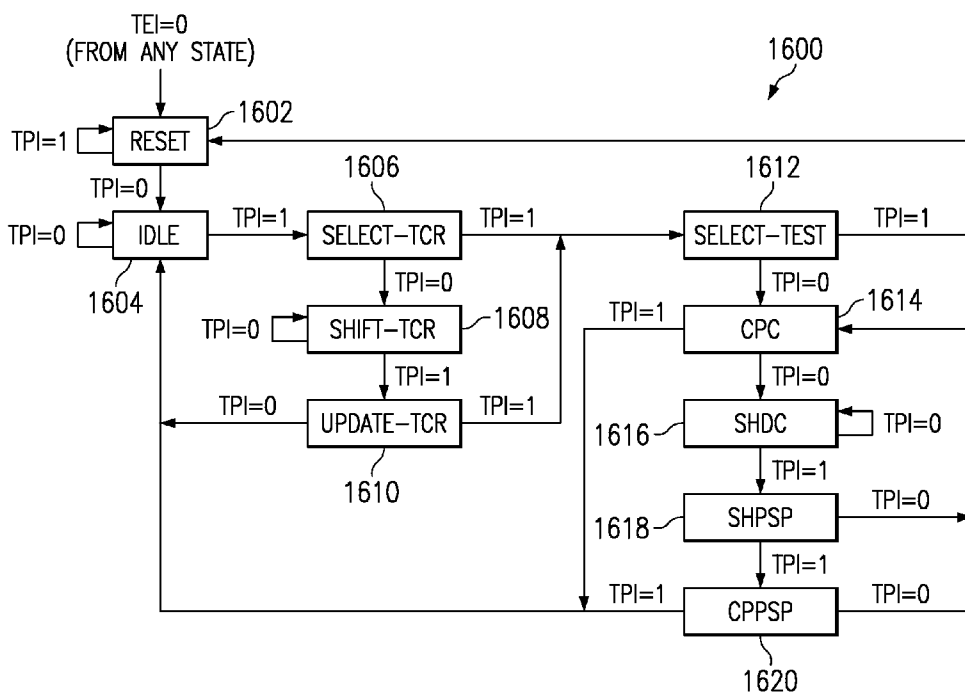 TEI=0
(FROM ANY STATE)
1600
1602
TPI=1
RESET
TPI=0
1606
1612
TPI=0
IDLE
TPI=1
SELECT-TCR
TPI=1
SELECT-TEST
TPI=1
1604
TPI=0
TPI=0
1614
TPI=0
SHIFT-TCR
1608
TPI=1
CPC
TPI=1
TPI=0
TPI=0
UPDATE-TCR
TPI=1
1616
SHDC
TPI=0
1610
TPI=1
1618
SHPSP
TPI=0
TPI=1
TPI=1
CPPSP
TPI=0
1620